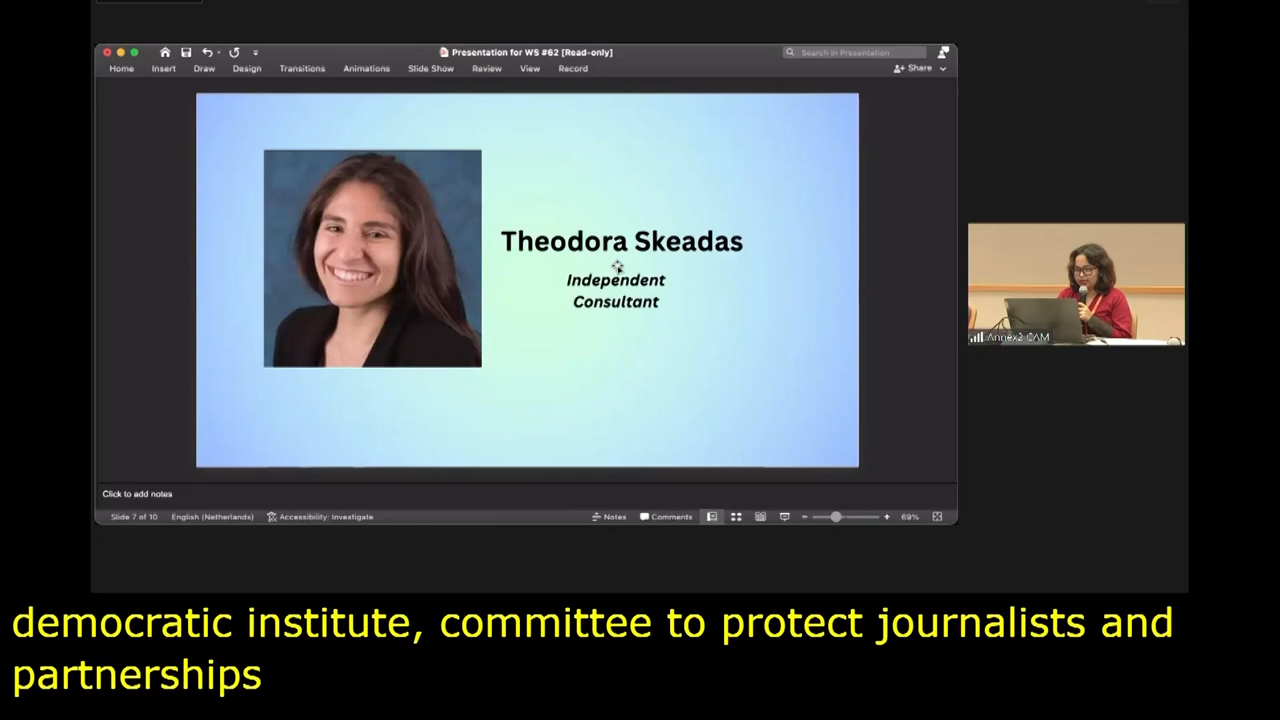 Presentation for WS #62 [Read-only]
Search in Presentation
Home Insert Draw Design Transitions Animations Slide Show Review View Record
Share
Theodora Skeadas
Independent
Consultant
Annex2 CAM
Click to add notes
Slide 7 of 10 English (Netherlands) Accessibility: Investigate Notes Comments 69%
democratic institute, committee to protect journalists and
partnerships